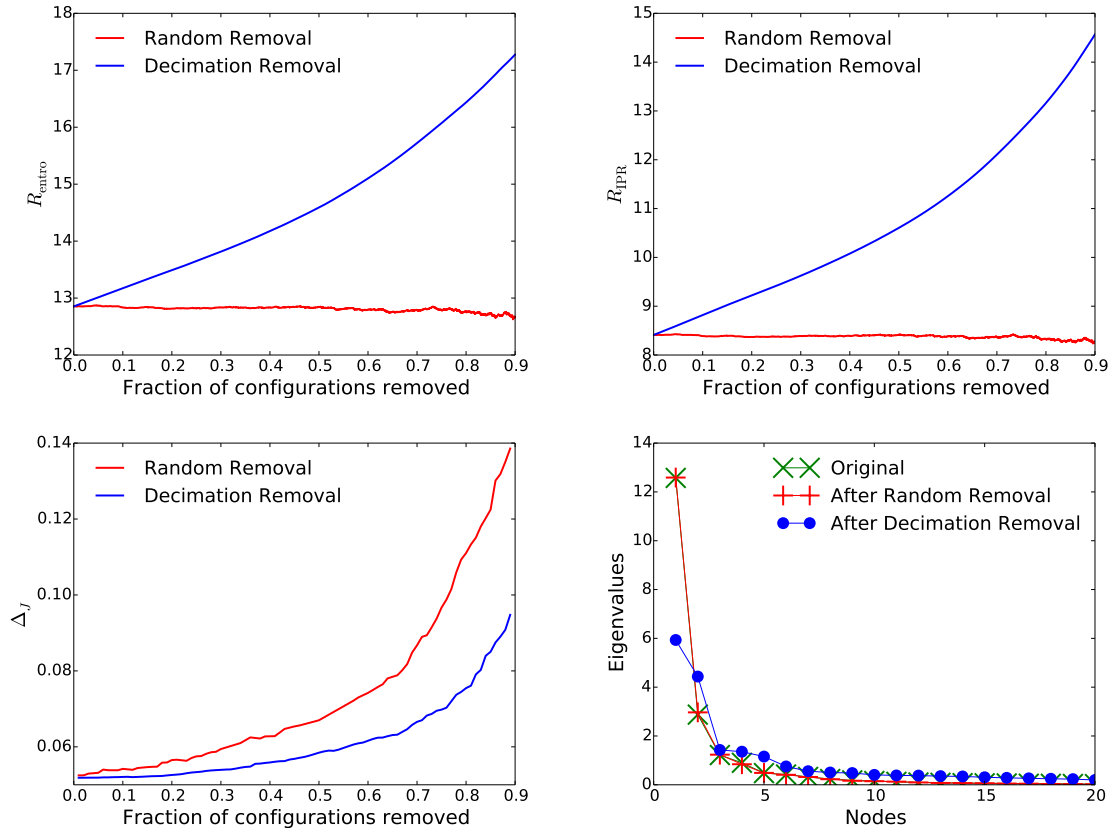 18
17
16
15
14
13
12
R_entro
Random Removal
Decimation Removal
0.0 0.1 0.2 0.3 0.4 0.5 0.6 0.7 0.8 0.9
Fraction of configurations removed
15
14
13
12
11
10
9
8
R_IPR
Random Removal
Decimation Removal
0.0 0.1 0.2 0.3 0.4 0.5 0.6 0.7 0.8 0.9
Fraction of configurations removed
0.14
0.12
0.10
0.08
0.06
Δ_J
Random Removal
Decimation Removal
0.0 0.1 0.2 0.3 0.4 0.5 0.6 0.7 0.8 0.9
Fraction of configurations removed
14
12
10
8
6
4
2
0
Eigenvalues
Original
After Random Removal
After Decimation Removal
0 5 10 15 20
Nodes